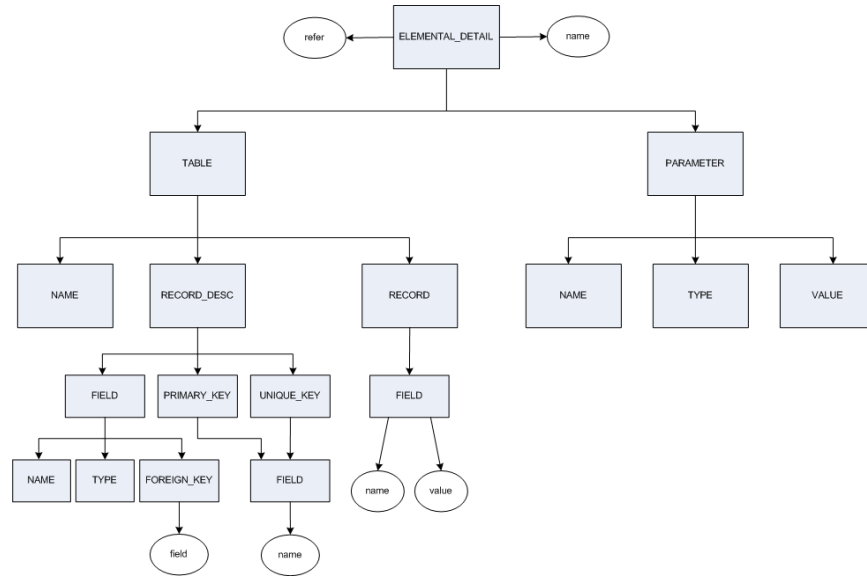 refer
ELEMENTAL_DETAIL
name
TABLE
PARAMETER
NAME
RECORD_DESC
RECORD
NAME
TYPE
VALUE
FIELD
PRIMARY_KEY
UNIQUE_KEY
FIELD
NAME
TYPE
FOREIGN_KEY
FIELD
name
value
field
name